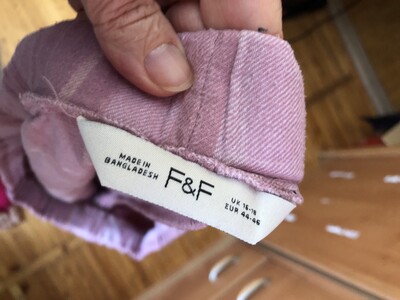 MADE IN
BANGLADESH
F&F
UK 16-18
EUR 44-46